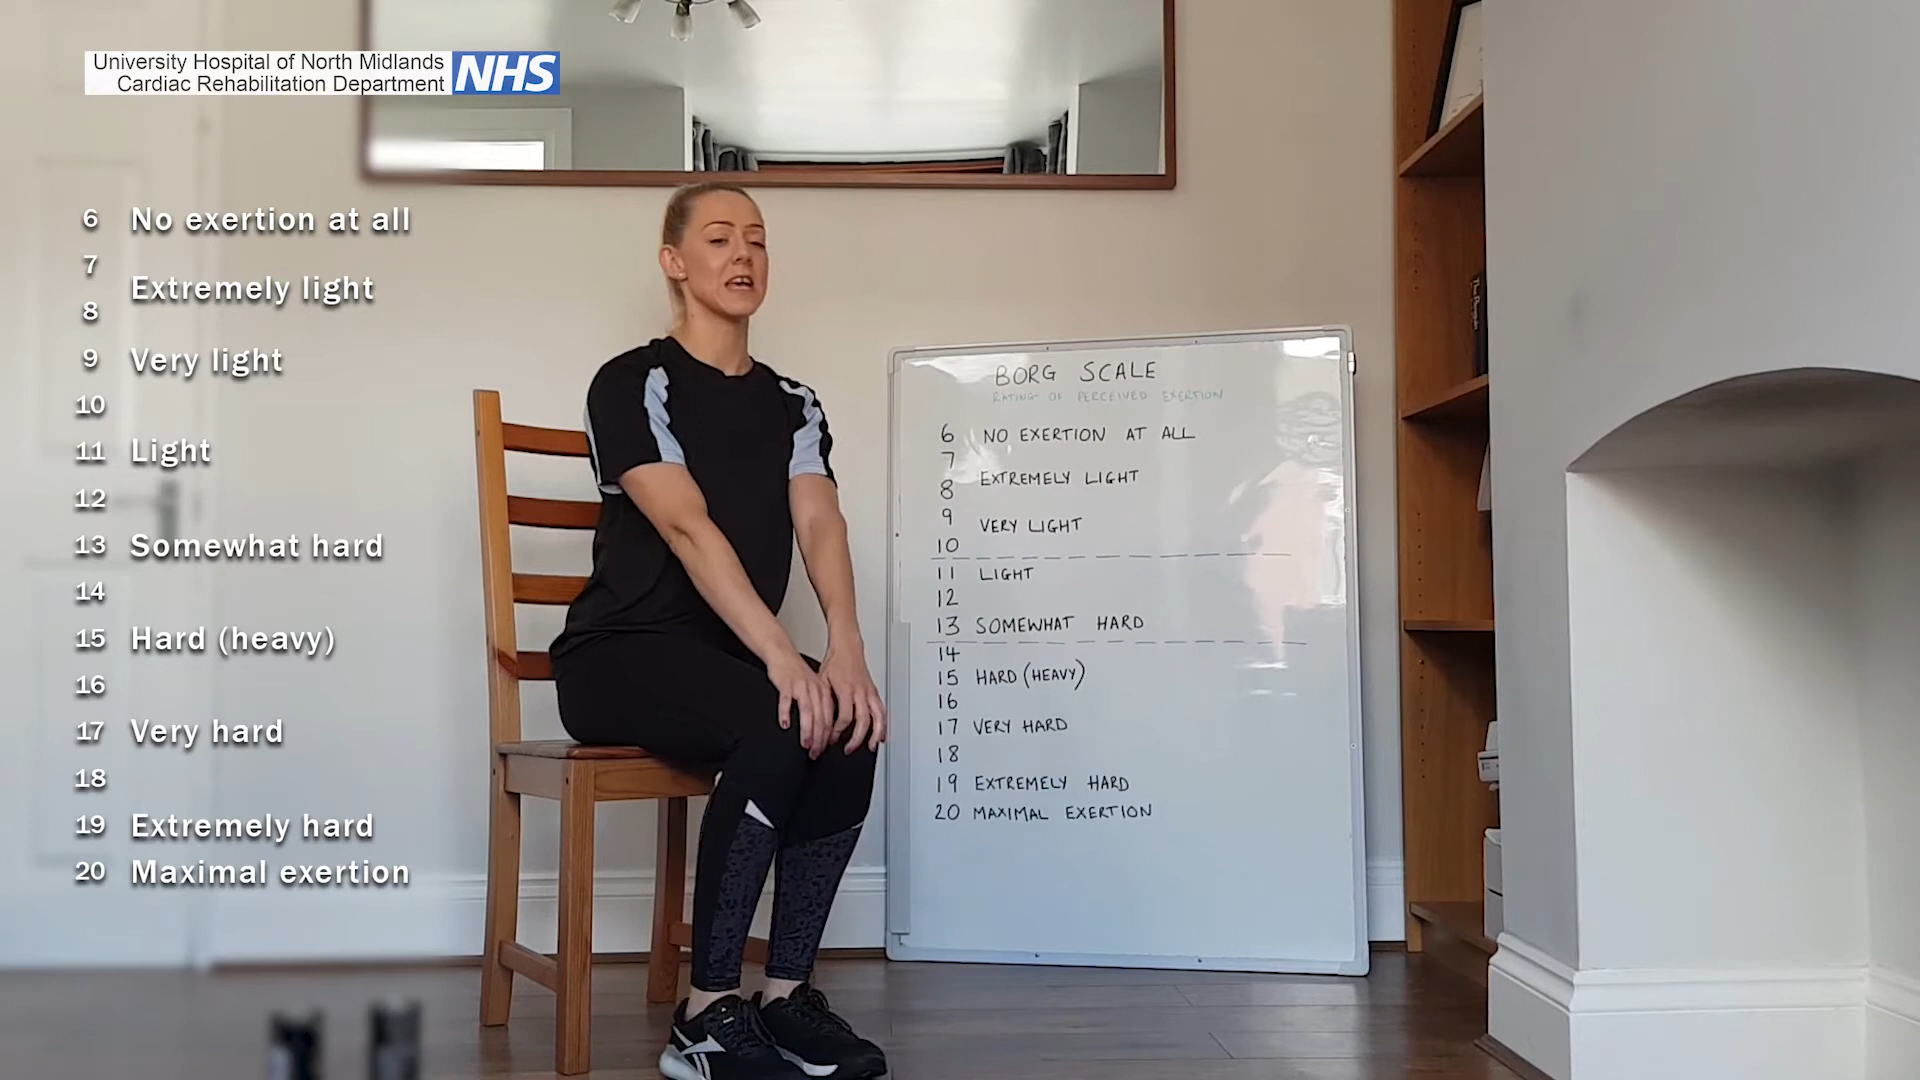 University Hospital of North Midlands
Cardiac Rehabilitation Department
NHS
6 No exertion at all
7
Extremely light
8
9 Very light
10
11 Light
12
13 Somewhat hard
14
15 Hard (heavy)
16
17 Very hard
18
19 Extremely hard
20 Maximal exertion
BORG SCALE
RATING OF PERCEIVED EXERTION
6 NO EXERTION AT ALL
7
EXTREMELY LIGHT
8
9
VERY LIGHT
10
11 LIGHT
12
13 SOMEWHAT HARD
14
15 HARD (HEAVY)
16
17 VERY HARD
18
19 EXTREMELY HARD
20 MAXIMAL EXERTION